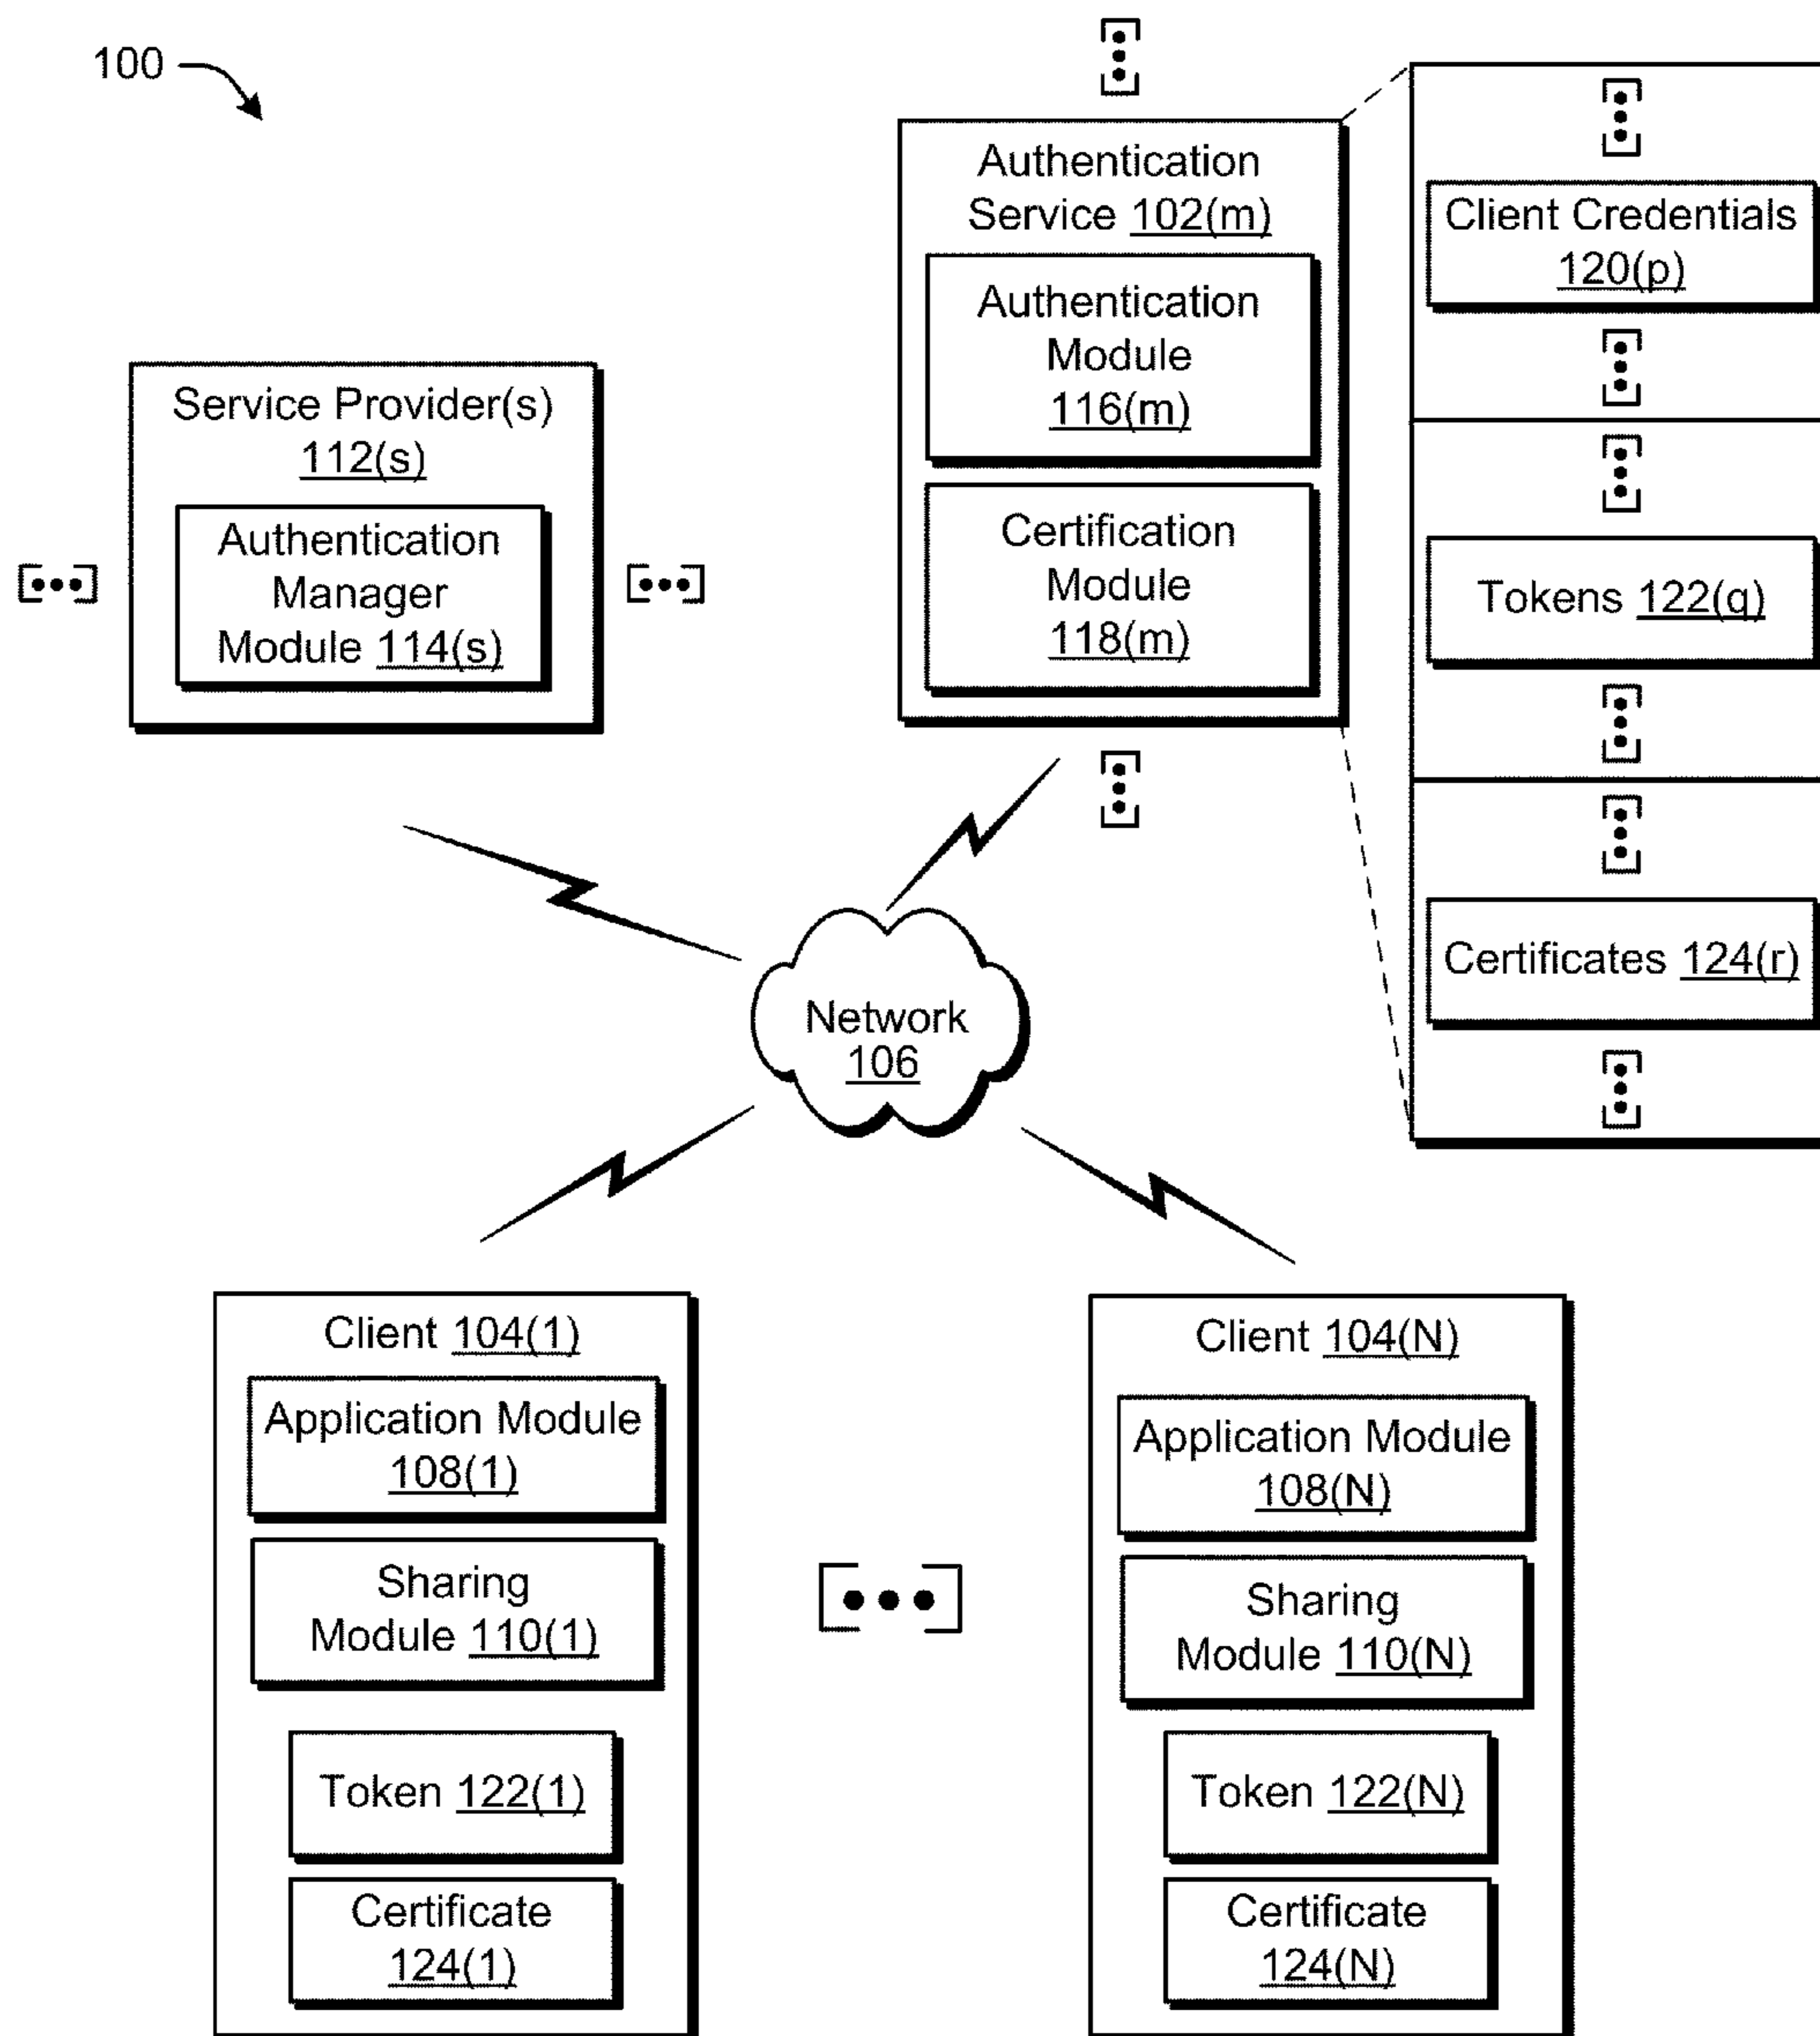 100
Authentication
Service 102(m)
Authentication
Module
116(m)
Certification
Module
118(m)
Client Credentials
120(p)
Tokens 122(q)
Certificates 124(r)
Service Provider(s)
112(s)
Authentication
Manager
Module 114(s)
Network
106
Client 104(1)
Application Module
108(1)
Sharing
Module 110(1)
Token 122(1)
Certificate
124(1)
Client 104(N)
Application Module
108(N)
Sharing
Module 110(N)
Token 122(N)
Certificate
124(N)